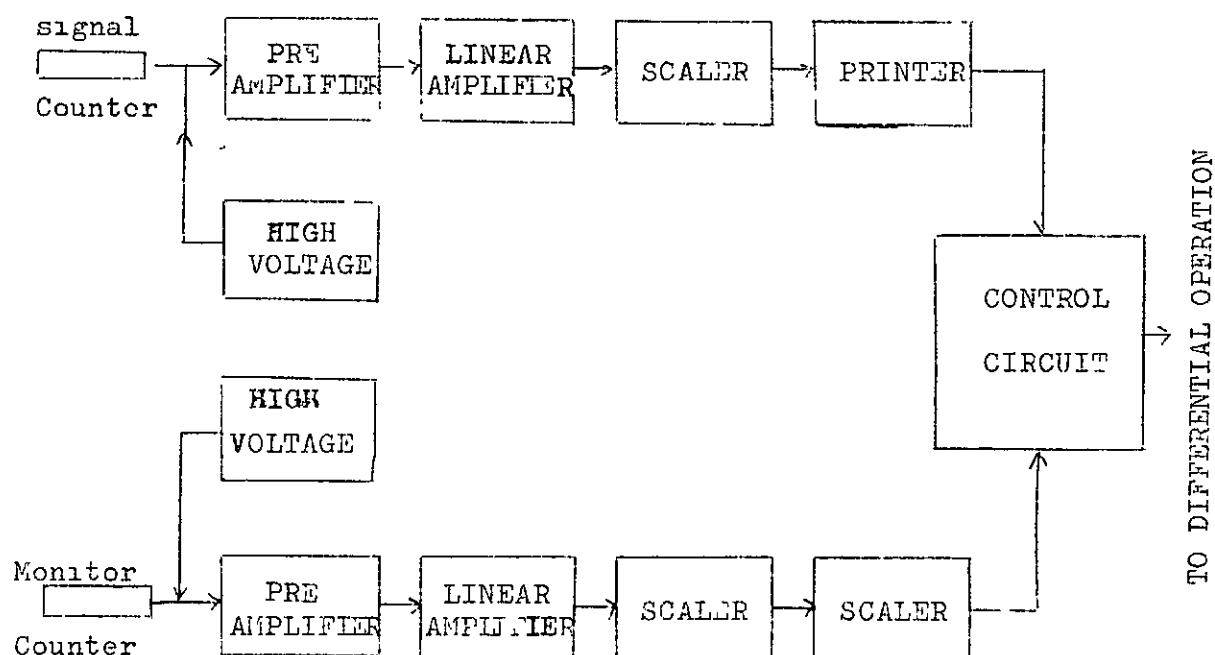 signal
Counter
PRE
AMPLIFIER
LINEAR
AMPLIFIER
SCALER
PRINTER
HIGH
VOLTAGE
CONTROL
CIRCUIT
TO DIFFERENTIAL OPERATION
HIGH
VOLTAGE
Monitor
Counter
PRE
AMPLIFIER
LINEAR
AMPLIFIER
SCALER
SCALER